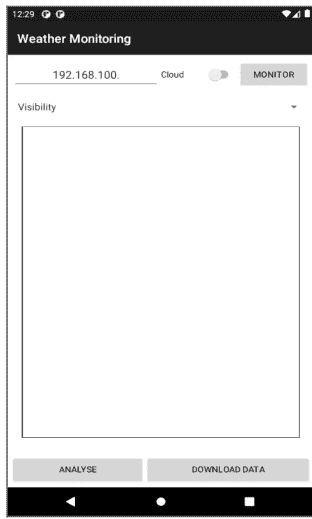 12:29
Weather Monitoring
192.168.100. Cloud MONITOR
Visibility
ANALYSE DOWNLOAD DATA